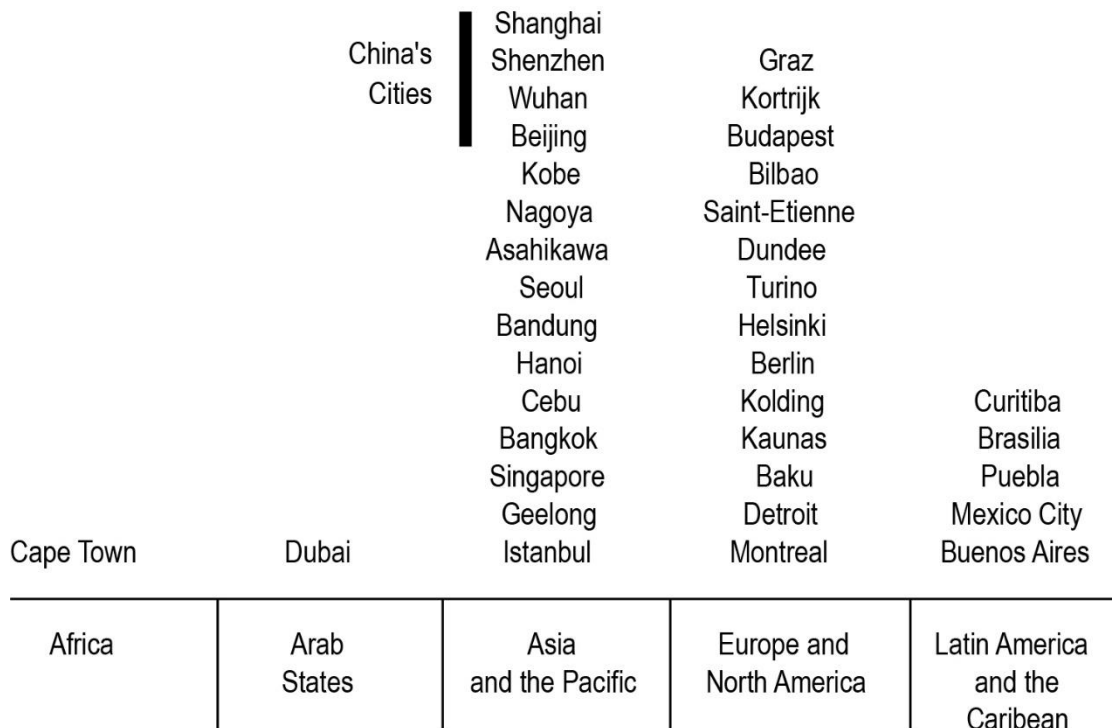 China's
Cities
Shanghai
Shenzhen
Wuhan
Beijing
Kobe
Nagoya
Asahikawa
Seoul
Bandung
Hanoi
Cebu
Bangkok
Singapore
Geelong
Istanbul
Graz
Kortrijk
Budapest
Bilbao
Saint-Etienne
Dundee
Turino
Helsinki
Berlin
Kolding
Kaunas
Baku
Detroit
Montreal
Curitiba
Brasilia
Puebla
Mexico City
Buenos Aires
Cape Town
Dubai
Africa
Arab
States
Asia
and the Pacific
Europe and
North America
Latin America
and the
Caribean